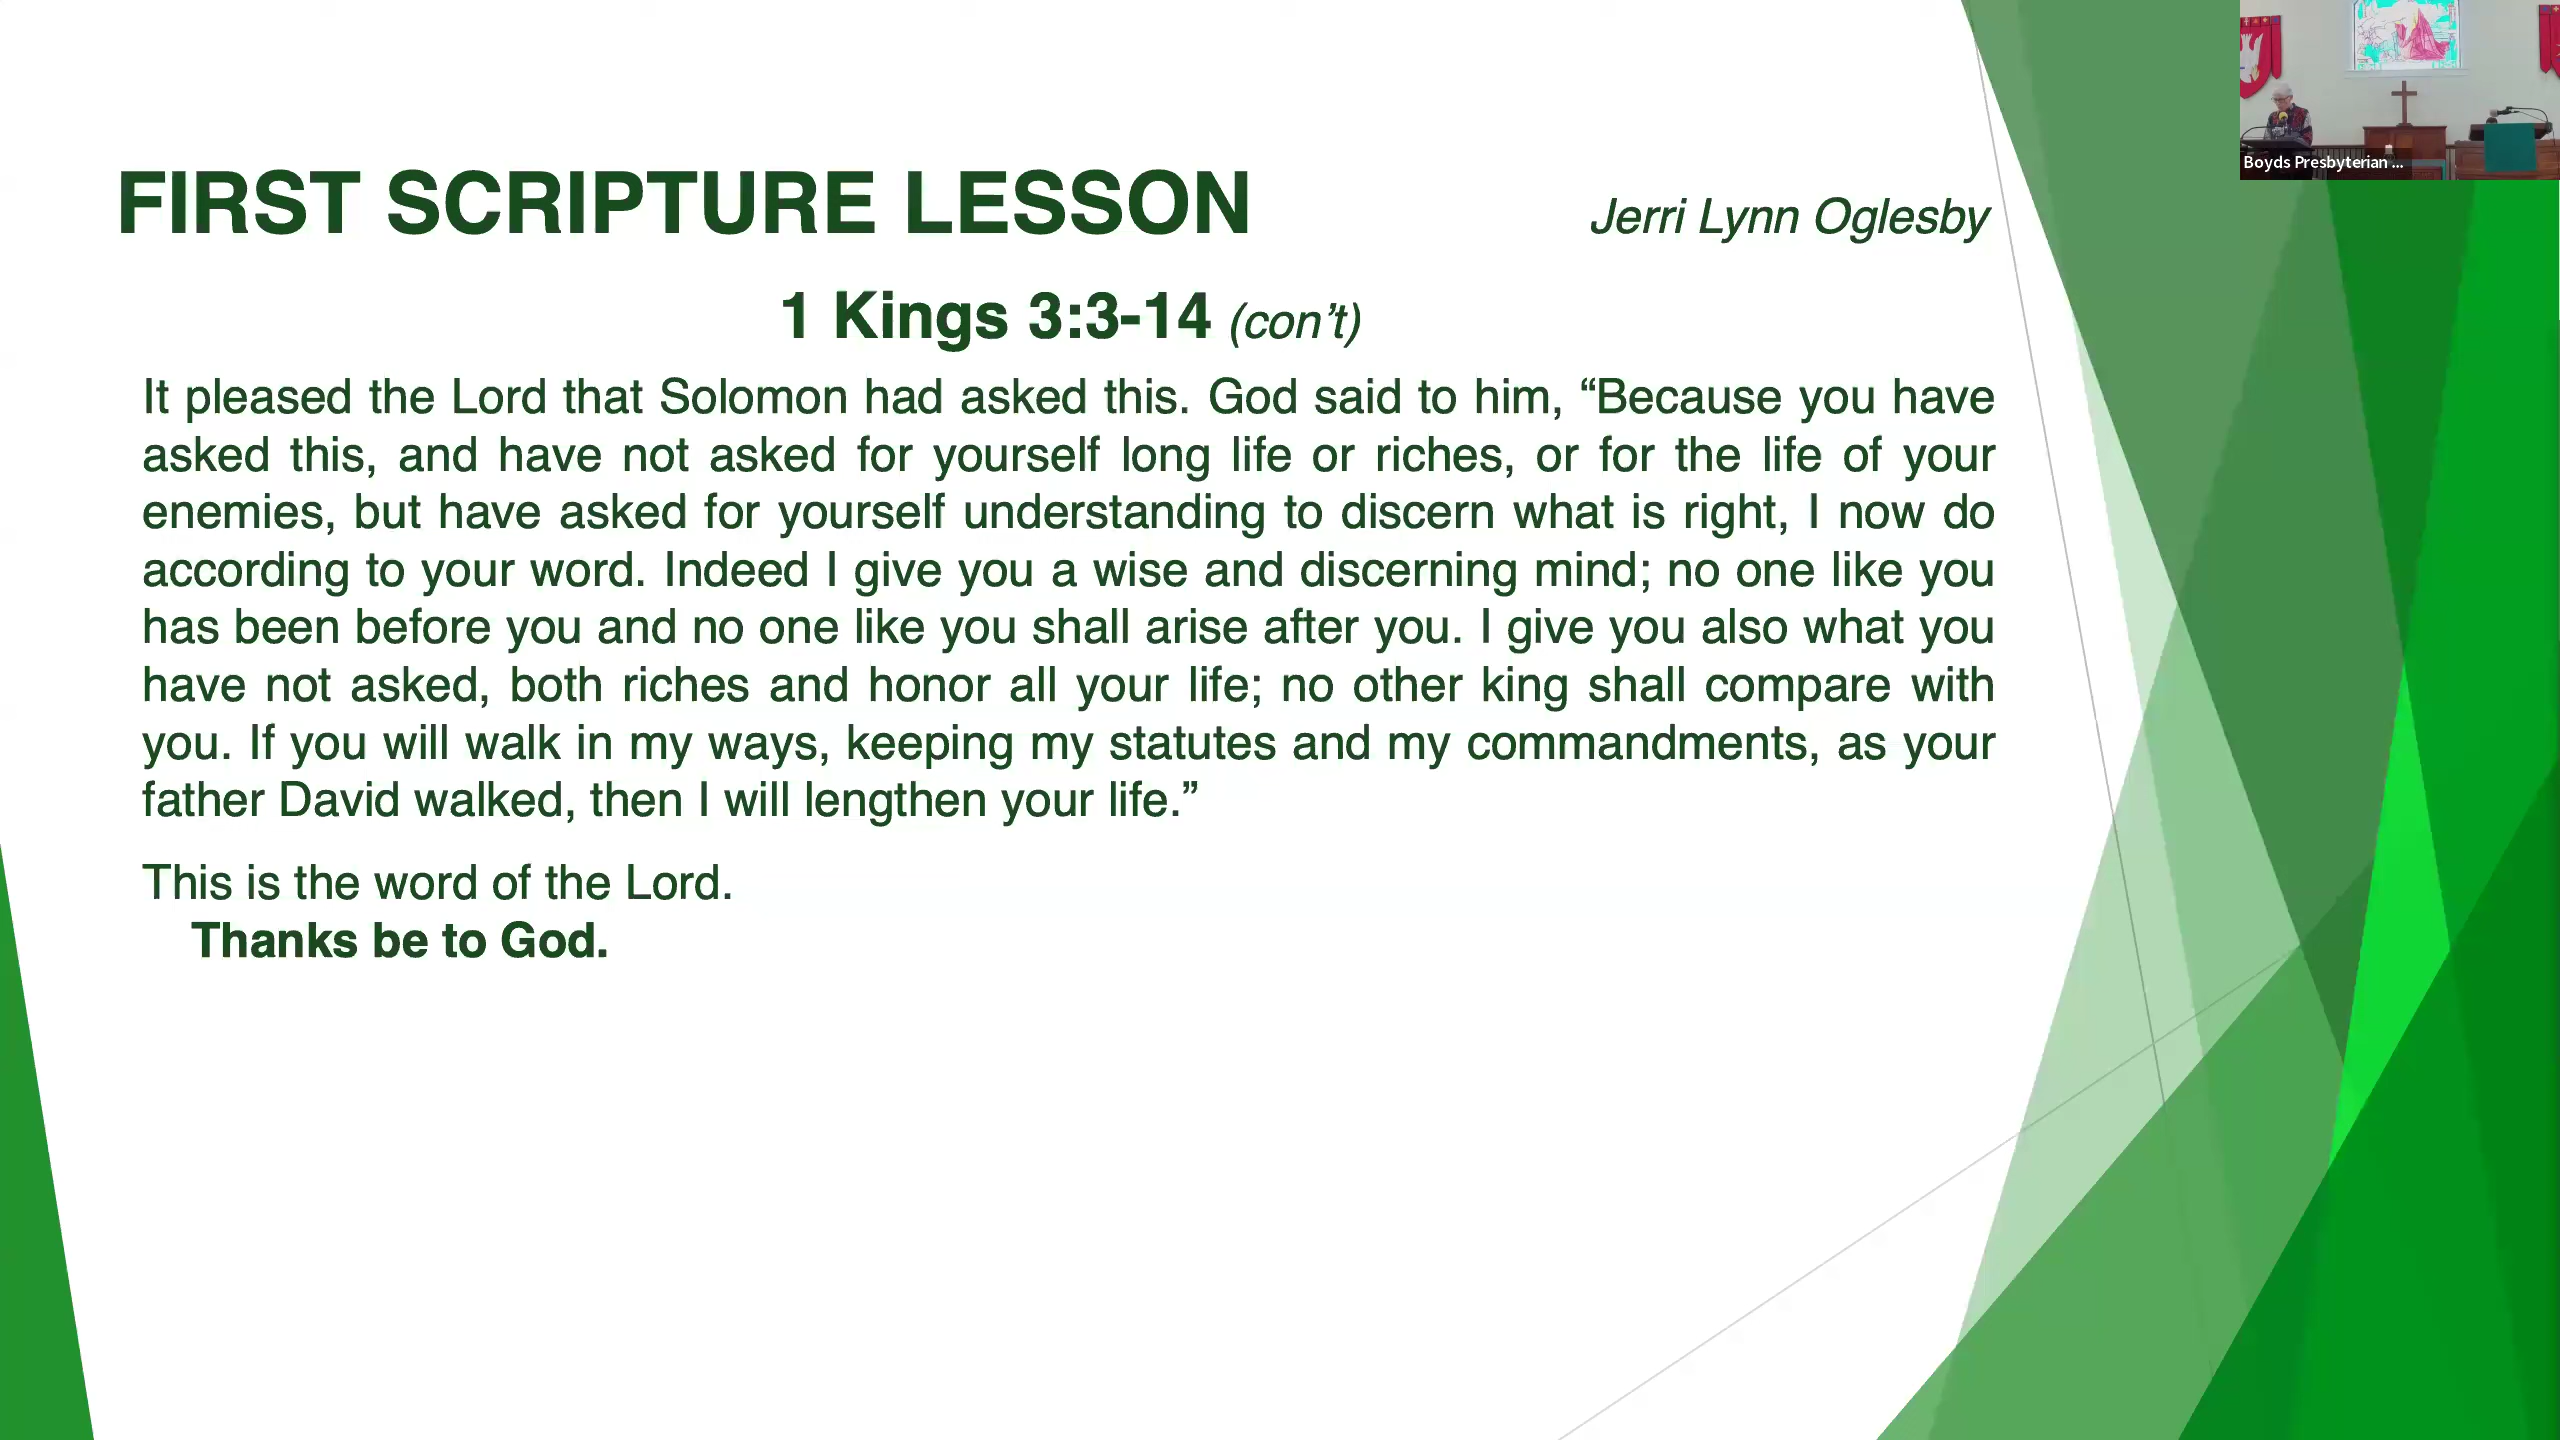 Boyds Presbyterian ...
FIRST SCRIPTURE LESSON
Jerri Lynn Oglesby
1 Kings 3:3-14 (con’t)
It pleased the Lord that Solomon had asked this. God said to him, “Because you have
asked this, and have not asked for yourself long life or riches, or for the life of your
enemies, but have asked for yourself understanding to discern what is right, I now do
according to your word. Indeed I give you a wise and discerning mind; no one like you
has been before you and no one like you shall arise after you. I give you also what you
have not asked, both riches and honor all your life; no other king shall compare with
you. If you will walk in my ways, keeping my statutes and my commandments, as your
father David walked, then I will lengthen your life.”
This is the word of the Lord.
Thanks be to God.